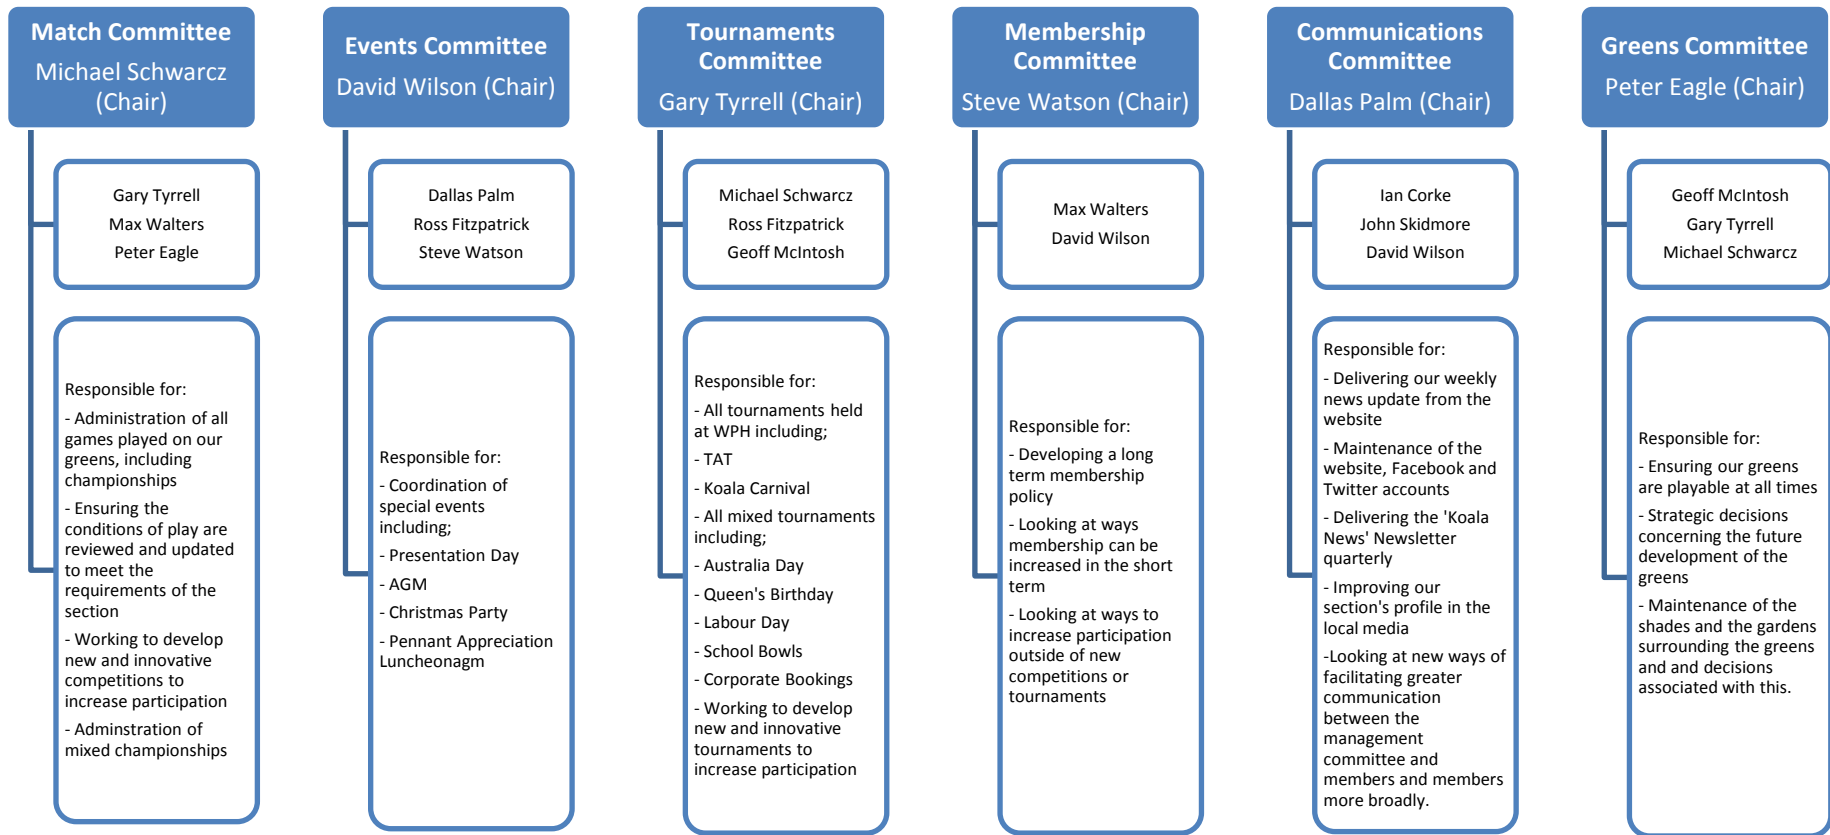 Match Committee
Michael Schwarcz
(Chair)
Gary Tyrrell
Max Walters
Peter Eagle
Responsible for:
- Administration of all
games played on our
greens, including
championships
- Ensuring the
conditions of play are
reviewed and updated
to meet the
requirements of the
section
- Working to develop
new and innovative
competitions to
increase participation
- Adminstration of
mixed championships
Events Committee
David Wilson (Chair)
Dallas Palm
Ross Fitzpatrick
Steve Watson
Responsible for:
- Coordination of
special events
including;
- Presentation Day
- AGM
- Christmas Party
- Pennant Appreciation
Luncheonagm
Tournaments
Committee
Gary Tyrrell (Chair)
Michael Schwarcz
Ross Fitzpatrick
Geoff McIntosh
Responsible for:
- All tournaments held
at WPH including;
- TAT
- Koala Carnival
- All mixed tournaments
including;
- Australia Day
- Queen's Birthday
- Labour Day
- School Bowls
- Corporate Bookings
- Working to develop
new and innovative
tournaments to
increase participation
Membership
Committee
Steve Watson (Chair)
Max Walters
David Wilson
Responsible for:
- Developing a long
term membership
policy
- Looking at ways
membership can be
increased in the short
term
- Looking at ways to
increase participation
outside of new
competitions or
tournaments
Communications
Committee
Dallas Palm (Chair)
Ian Corke
John Skidmore
David Wilson
Responsible for:
- Delivering our weekly
news update from the
website
- Maintenance of the
website, Facebook and
Twitter accounts
- Delivering the 'Koala
News' Newsletter
quarterly
- Improving our
section's profile in the
local media
-Looking at new ways of
facilitating greater
communication
between the
management
committee and
members and members
more broadly.
Greens Committee
Peter Eagle (Chair)
Geoff McIntosh
Gary Tyrrell
Michael Schwarcz
Responsible for:
- Ensuring our greens
are playable at all times
- Strategic decisions
concerning the future
development of the
greens
- Maintenance of the
shades and the gardens
surrounding the greens
and and decisions
associated with this.